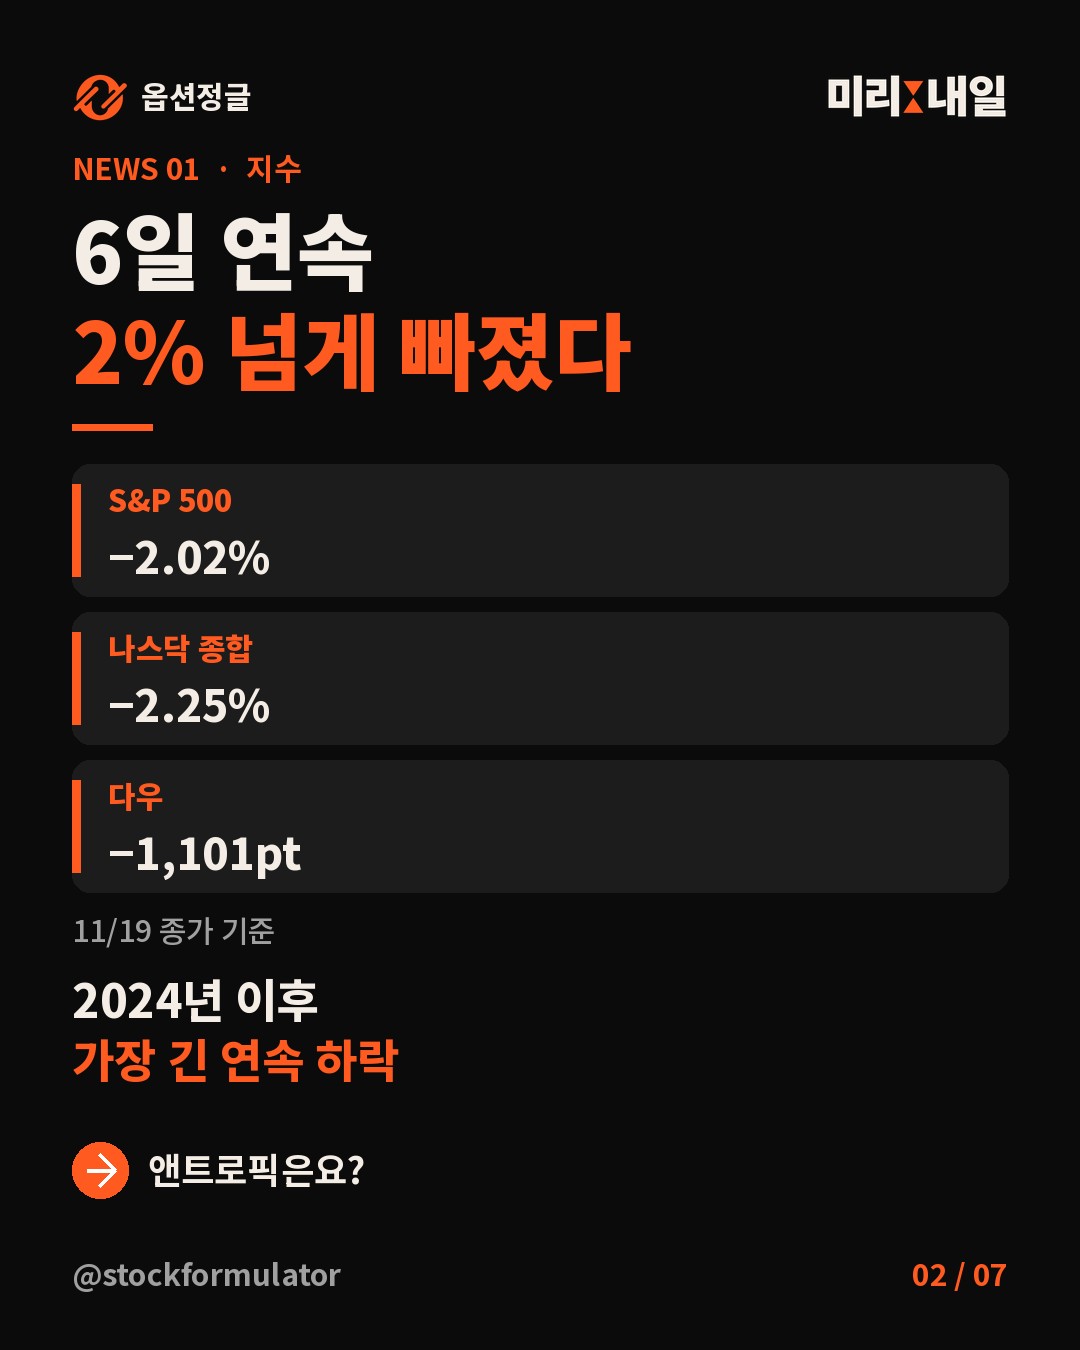 옵션정글
미리내일
NEWS 01 · 지수
6일 연속
2% 넘게 빠졌다
S&P 500
−2.02%
나스닥 종합
−2.25%
다우
−1,101pt
11/19 종가 기준
2024년 이후
가장 긴 연속 하락
앤트로픽은요?
@stockformulator
02 / 07